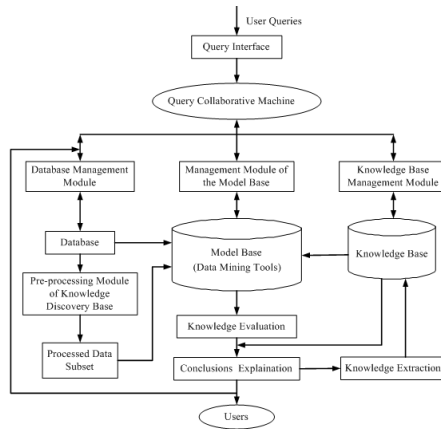 User Queries
Query Interface
Query Collaborative Machine
Database Management
Module
Management Module of
the Model Base
Knowledge Base
Management Module
Database
Model Base
(Data Mining Tools)
Knowledge Base
Pre-processing Module
of Knowledge
Discovery Base
Knowledge Evaluation
Processed Data
Subset
Conclusions Explaination
Knowledge Extraction
Users